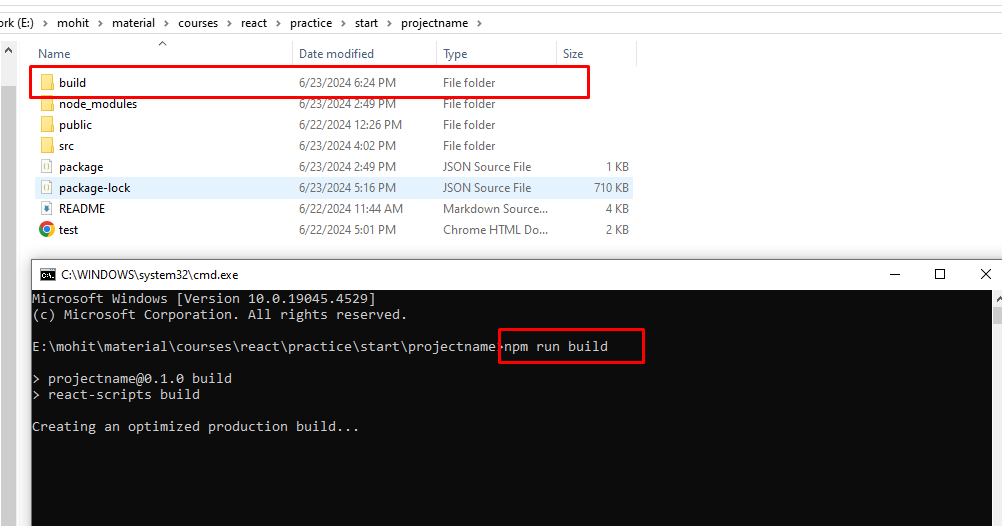 ork (E:) > mohit > material > courses > react > practice > start > projectname >
Name Date modified Type Size
build 6/23/2024 6:24 PM File folder
node_modules 6/23/2024 2:49 PM File folder
public 6/22/2024 12:26 PM File folder
src 6/23/2024 4:02 PM File folder
package 6/23/2024 2:49 PM JSON Source File 1 KB
package-lock 6/23/2024 5:16 PM JSON Source File 710 KB
README 6/22/2024 11:44 AM Markdown Source... 4 KB
test 6/22/2024 5:01 PM Chrome HTML Do... 2 KB
C:\WINDOWS\system32\cmd.exe
Microsoft Windows [Version 10.0.19045.4529]
(c) Microsoft Corporation. All rights reserved.
E:\mohit\material\courses\react\practice\start\projectname>npm run build
> projectname@0.1.0 build
> react-scripts build
Creating an optimized production build...